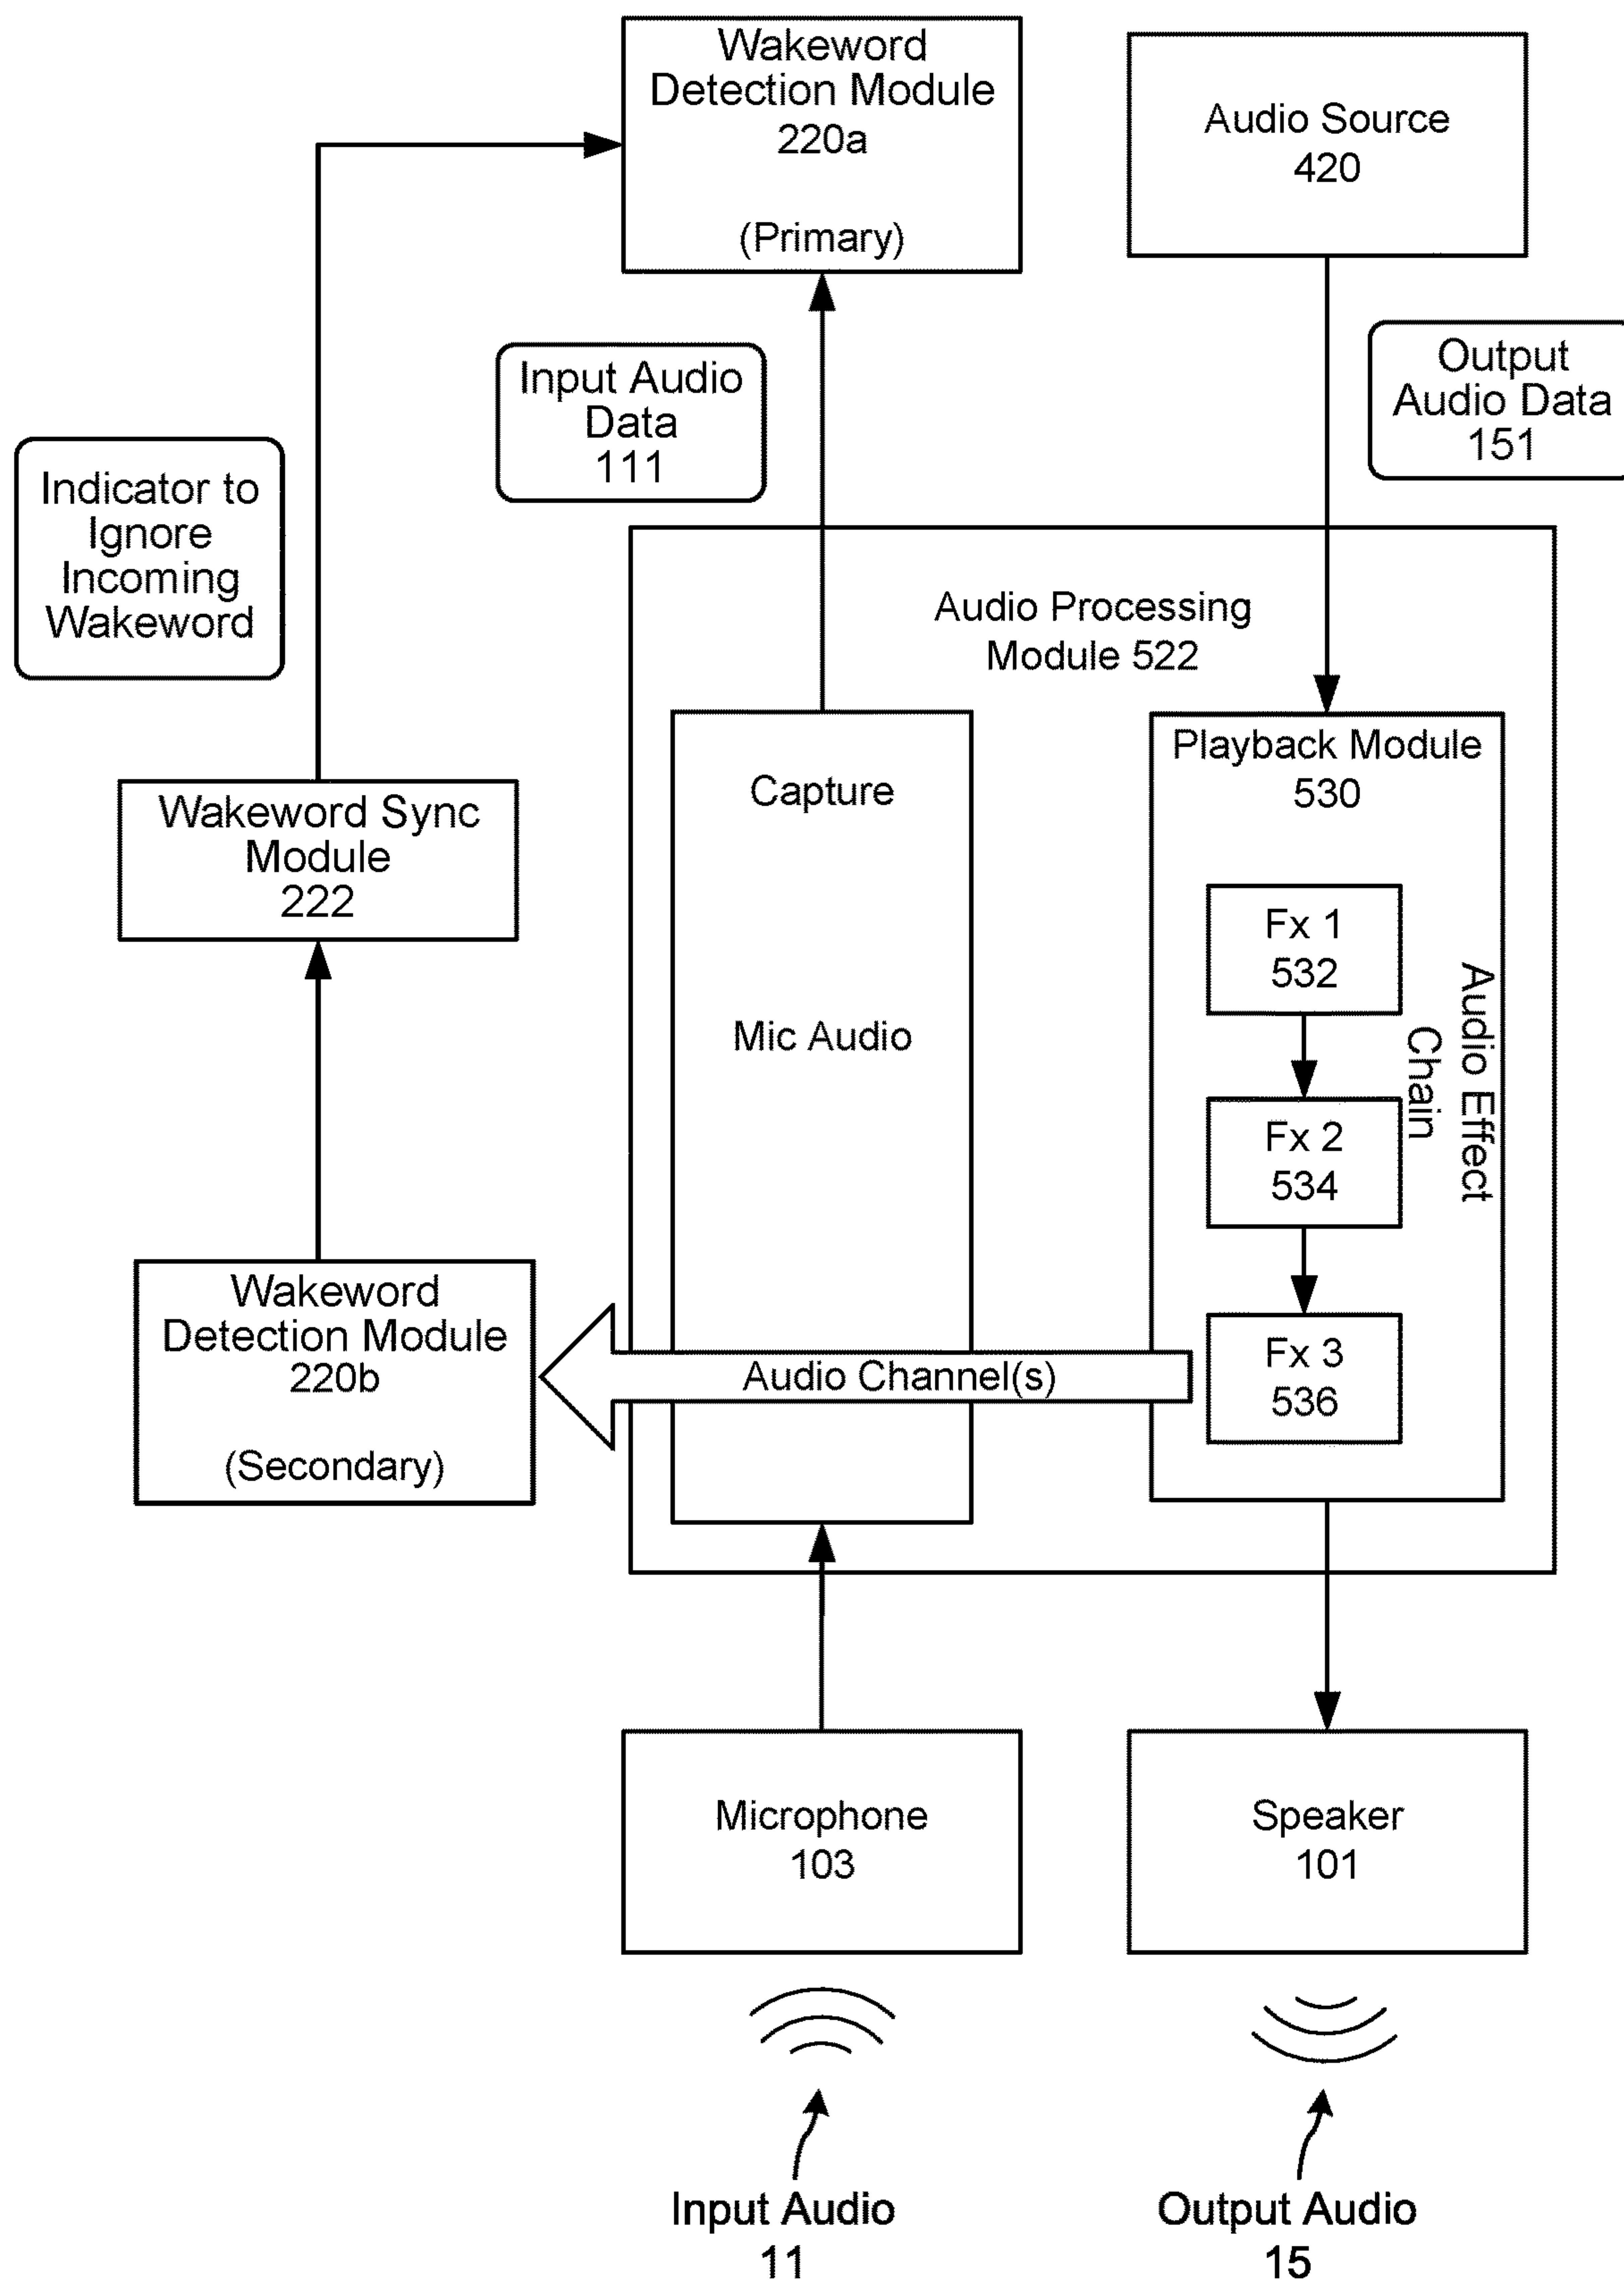 Wakeword
Detection Module
220a
(Primary)
Audio Source
420
Input Audio
Data
111
Output
Audio Data
151
Indicator to
Ignore
Incoming
Wakeword
Audio Processing
Module 522
Wakeword Sync
Module
222
Capture
Mic Audio
Playback Module
530
Fx 1
532
Fx 2
534
Fx 3
536
Audio Effect
Chain
Wakeword
Detection Module
220b
(Secondary)
Audio Channel(s)
Microphone
103
Speaker
101
Input Audio
11
Output Audio
15